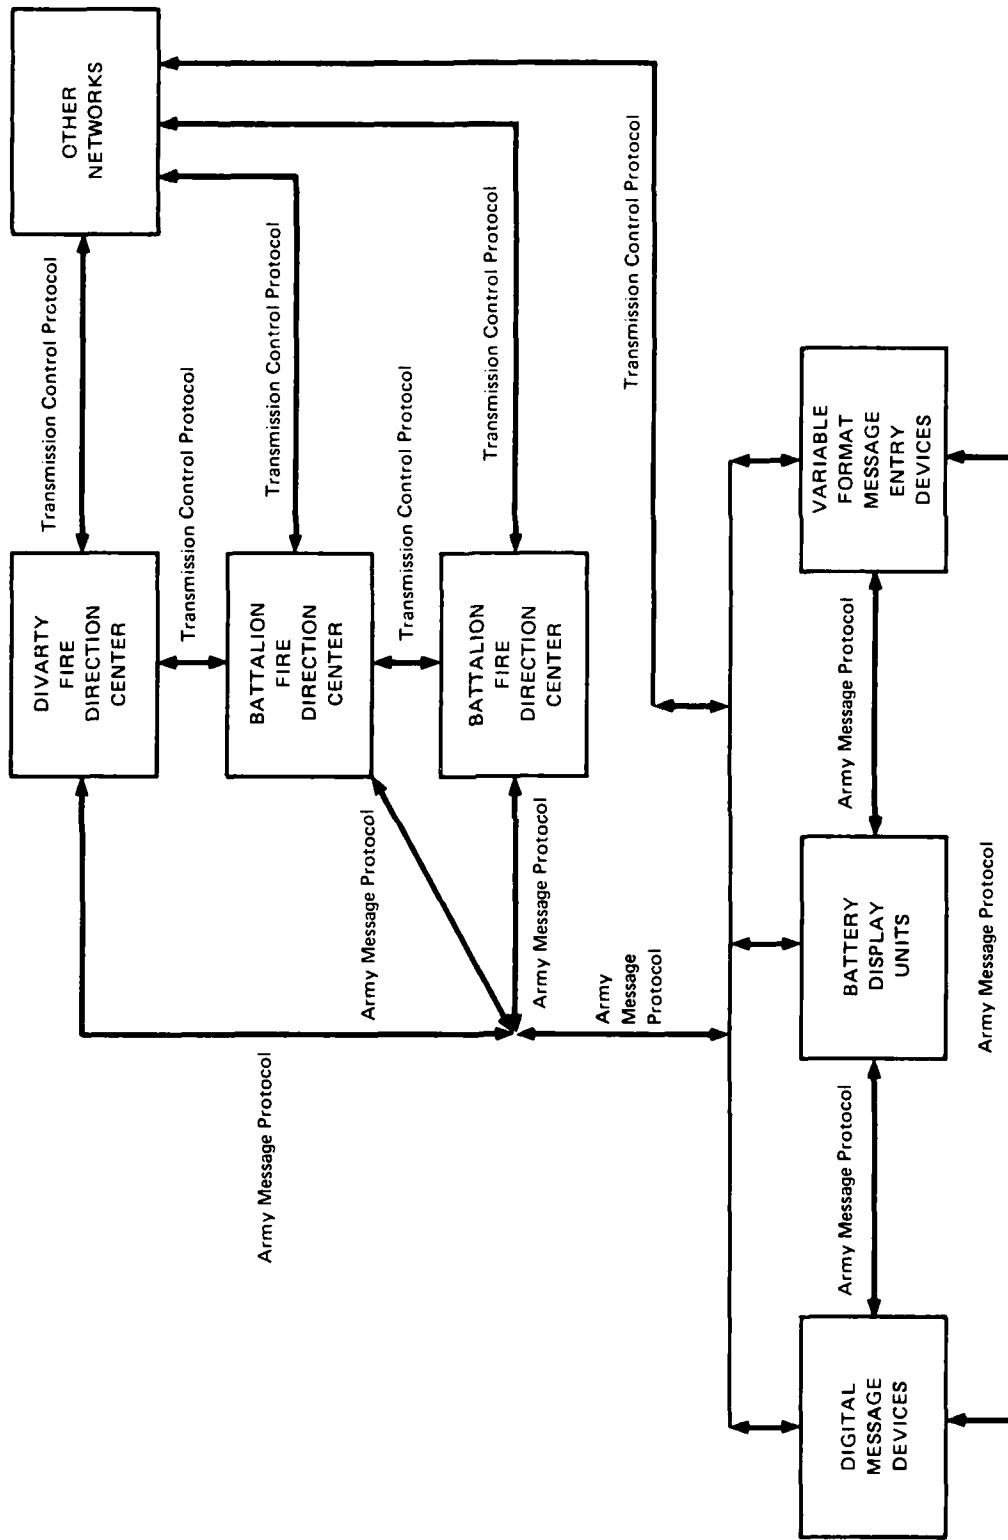 OTHER
NETWORKS
Transmission Control Protocol
Transmission Control Protocol
Transmission Control Protocol
Transmission Control Protocol
Transmission Control Protocol
Transmission Control Protocol
DIVARTY
FIRE
DIRECTION
CENTER
BATTALION
FIRE
DIRECTION
CENTER
BATTALION
FIRE
DIRECTION
CENTER
VARIABLE
FORMAT
MESSAGE
ENTRY
DEVICES
Army Message Protocol
Army Message Protocol
Army Message Protocol
Army
Message
Protocol
Army Message Protocol
BATTERY
DISPLAY
UNITS
Army Message Protocol
Army Message Protocol
DIGITAL
MESSAGE
DEVICES